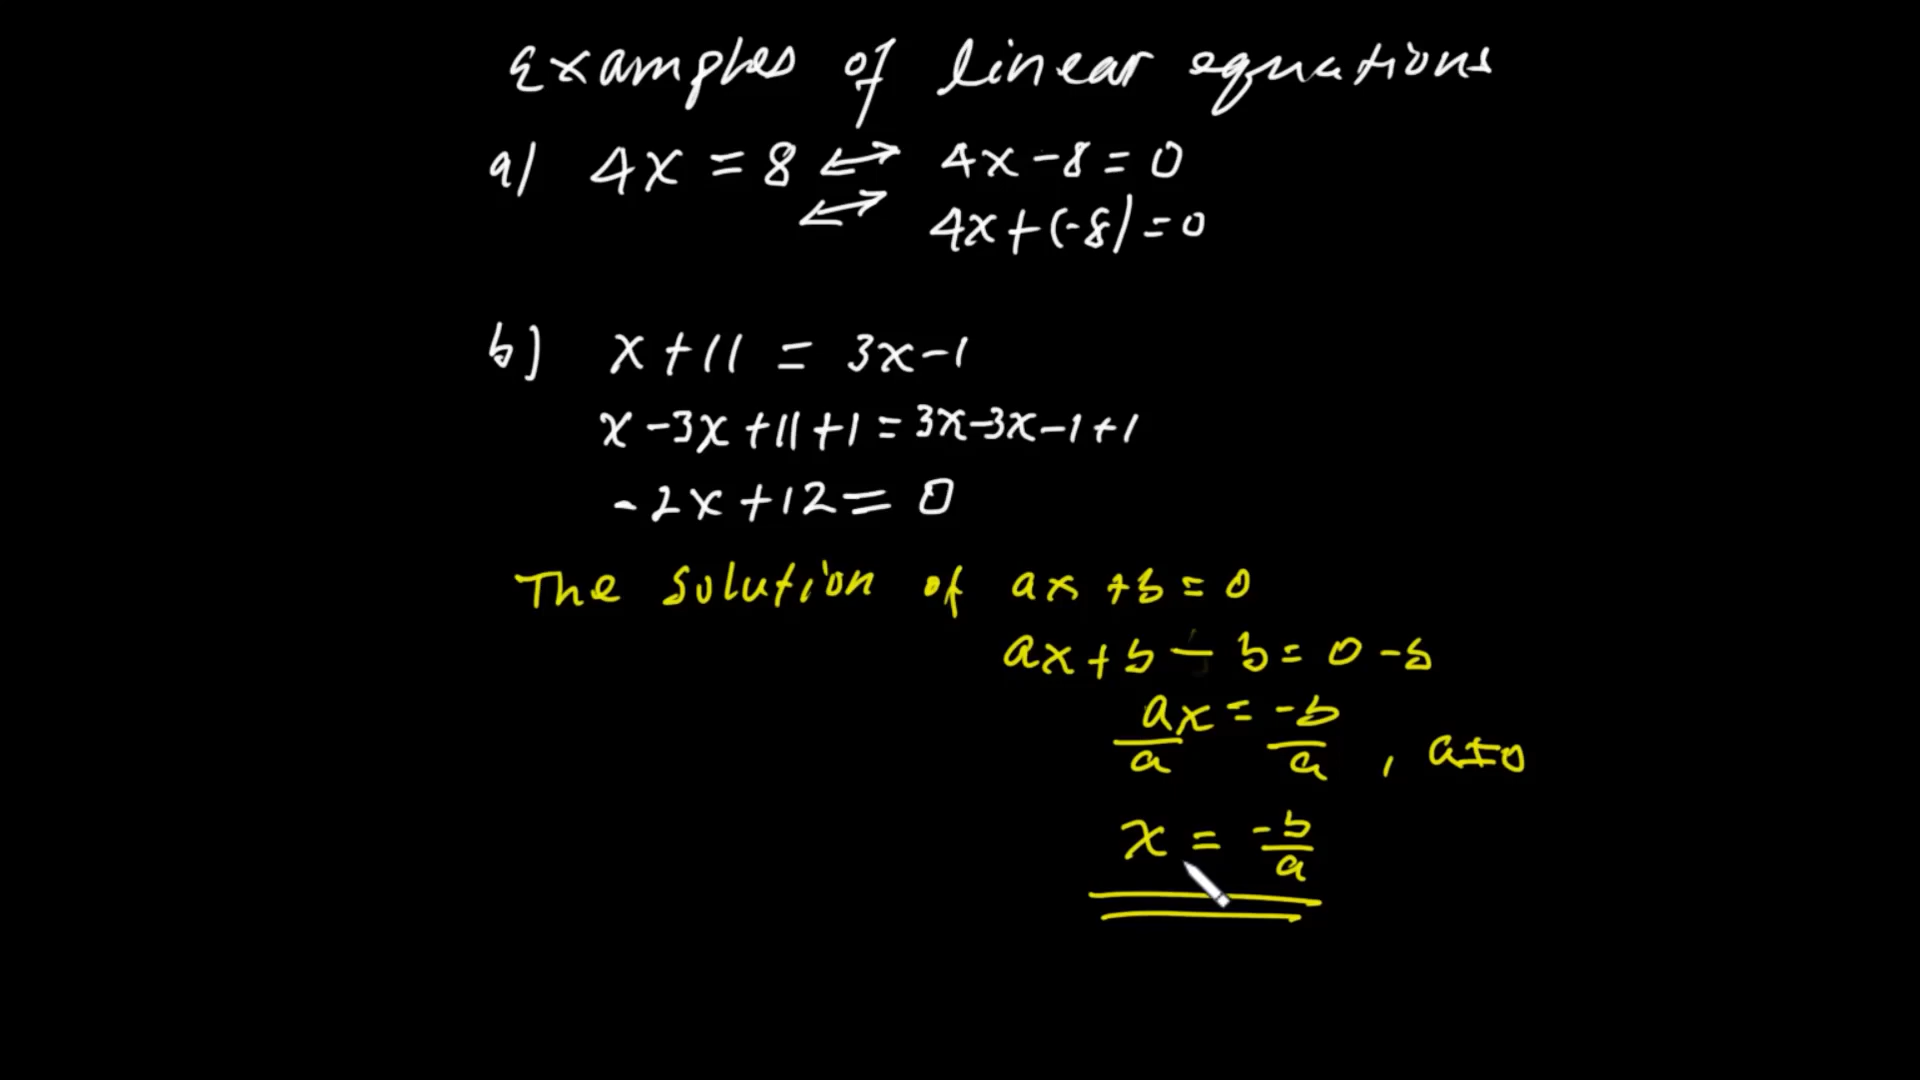 Examples of linear equations
a) 4x = 8 ↔ 4x - 8 = 0
↔ 4x + (-8) = 0
b) x + 11 = 3x - 1
x - 3x + 11 + 1 = 3x - 3x - 1 + 1
-2x + 12 = 0
The solution of ax + b = 0
ax + b - b = 0 - b
ax/a = -b/a , a ≠ 0
x = -b/a